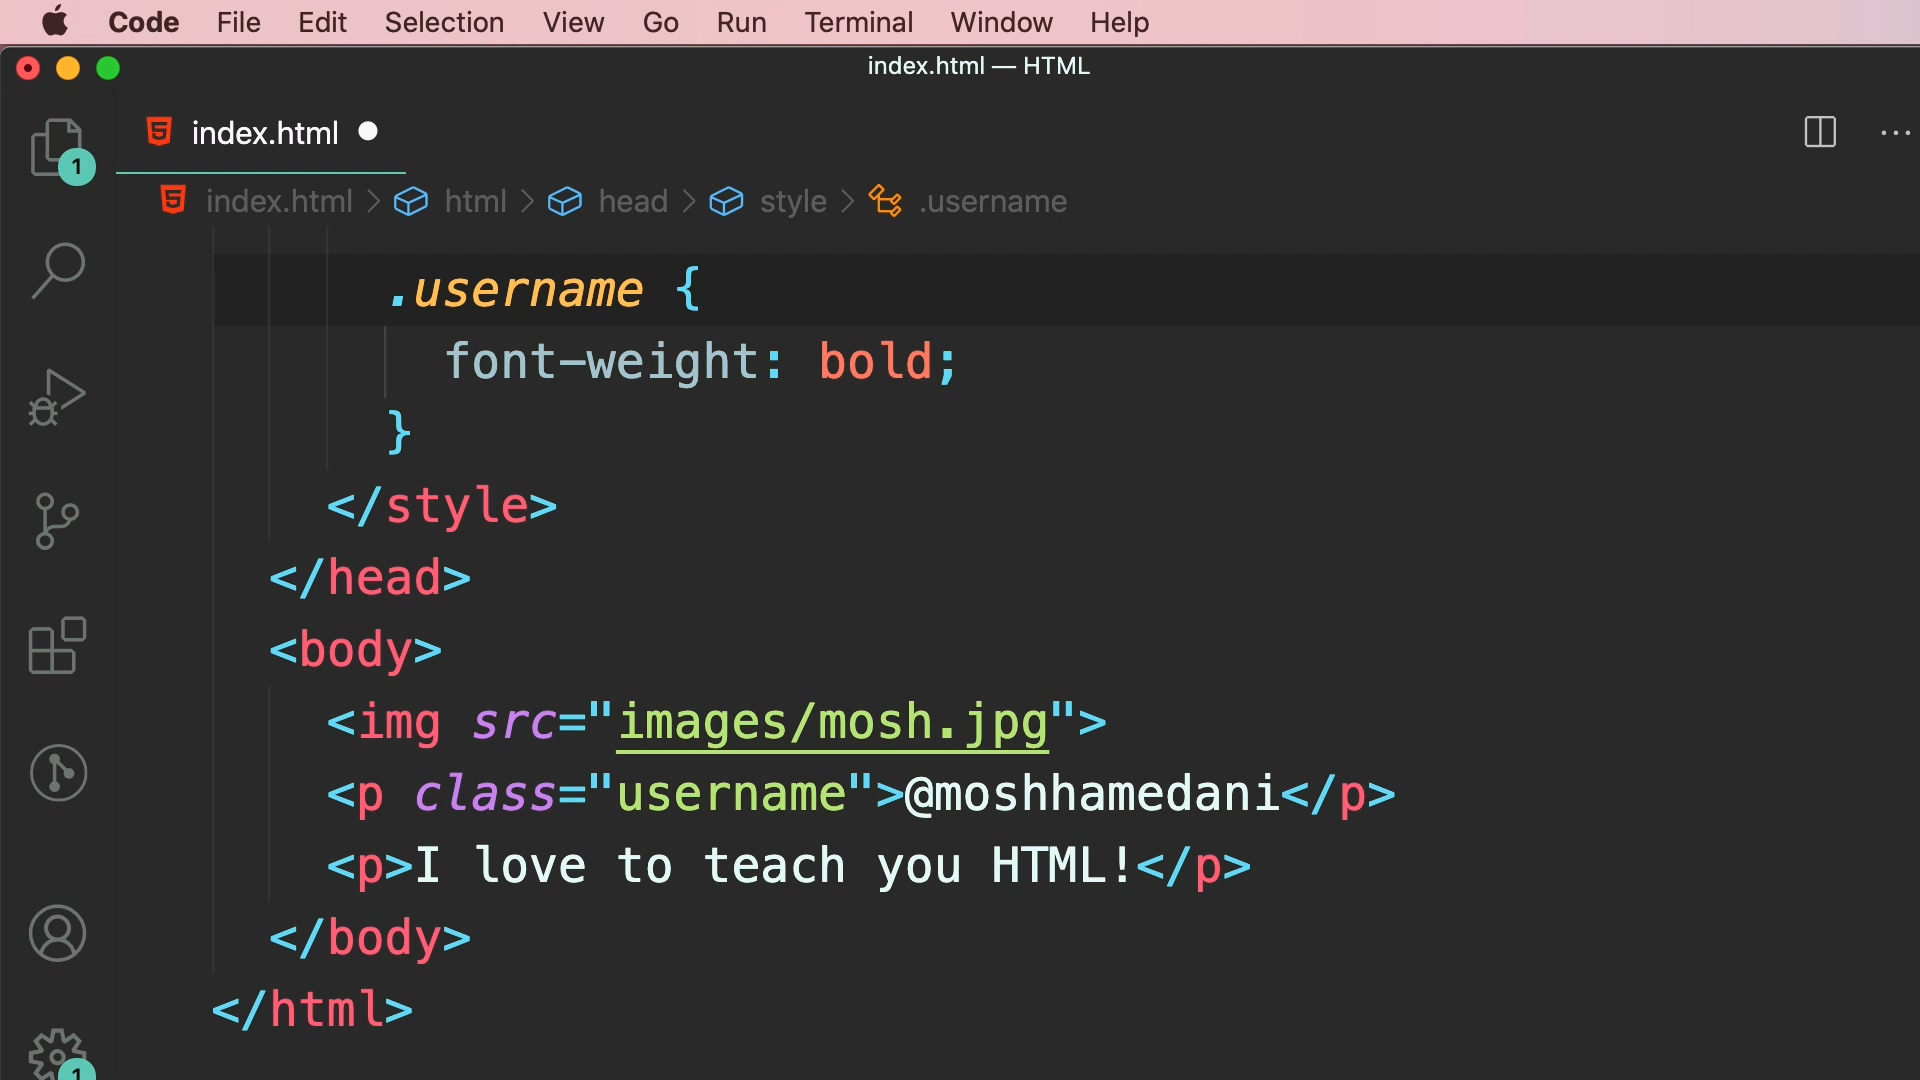 Code File Edit Selection View Go Run Terminal Window Help
index.html — HTML
index.html
1
index.html > html > head > style > .username
.username {
font-weight: bold;
}
</style>
</head>
<body>
<img src="images/mosh.jpg">
<p class="username">@moshhamedani</p>
<p>I love to teach you HTML!</p>
</body>
</html>
1